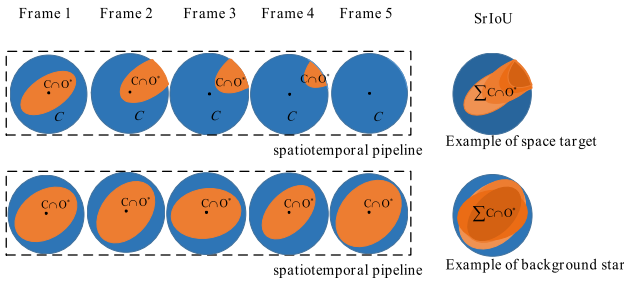 Frame 1 Frame 2 Frame 3 Frame 4 Frame 5 SrIoU
C∩O* C∩O* C∩O* C∩O* ∑C∩O*
C C C C C
spatiotemporal pipeline Example of space target
C∩O* C∩O* C∩O* C∩O* C∩O* ∑C∩O*
spatiotemporal pipeline Example of background star